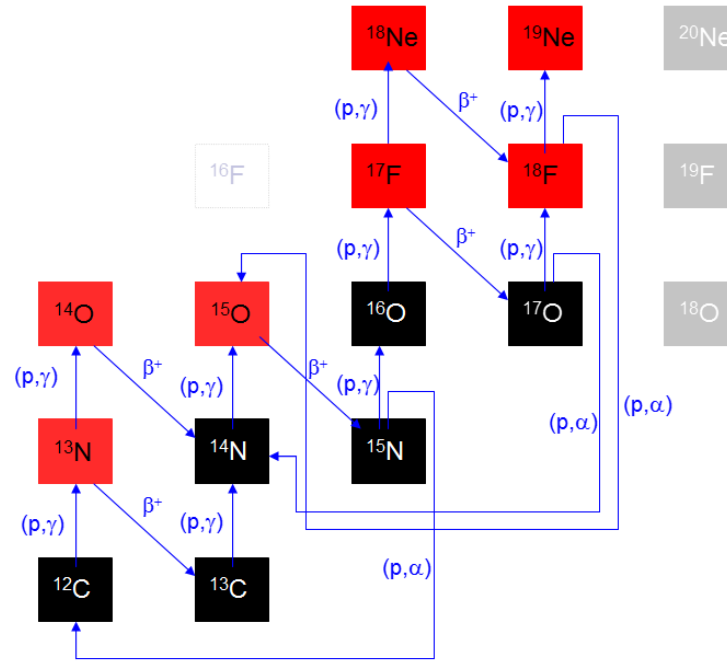 ¹⁸Ne ¹⁹Ne ²⁰Ne
(p,γ) β⁺ (p,γ)
¹⁶F ¹⁷F ¹⁸F ¹⁹F
(p,γ) β⁺ (p,γ)
¹⁴O ¹⁵O ¹⁶O ¹⁷O ¹⁸O
(p,γ) β⁺ (p,γ) β⁺ (p,γ) (p,α) (p,α)
¹³N ¹⁴N ¹⁵N
(p,γ) β⁺ (p,γ) (p,α)
¹²C ¹³C